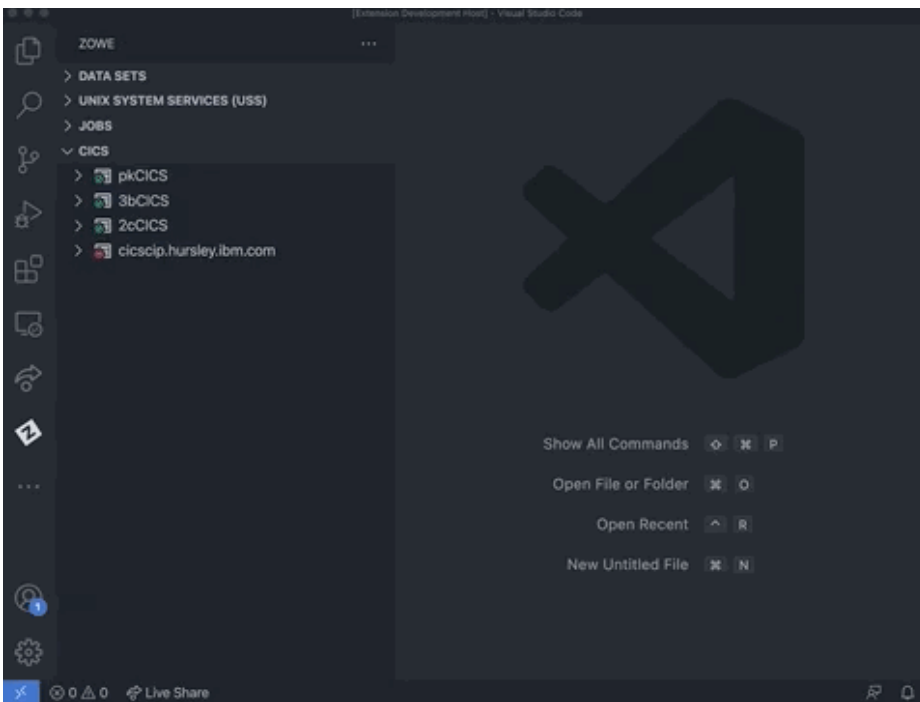 [Extension Development Host] - Visual Studio Code
ZOWE
DATA SETS
UNIX SYSTEM SERVICES (USS)
JOBS
CICS
pkCICS
3bCICS
2cCICS
cicscip.hursley.ibm.com
Show All Commands ⇧ ⌘ P
Open File or Folder ⌘ O
Open Recent ^ R
New Untitled File ⌘ N
1
0 0 Live Share